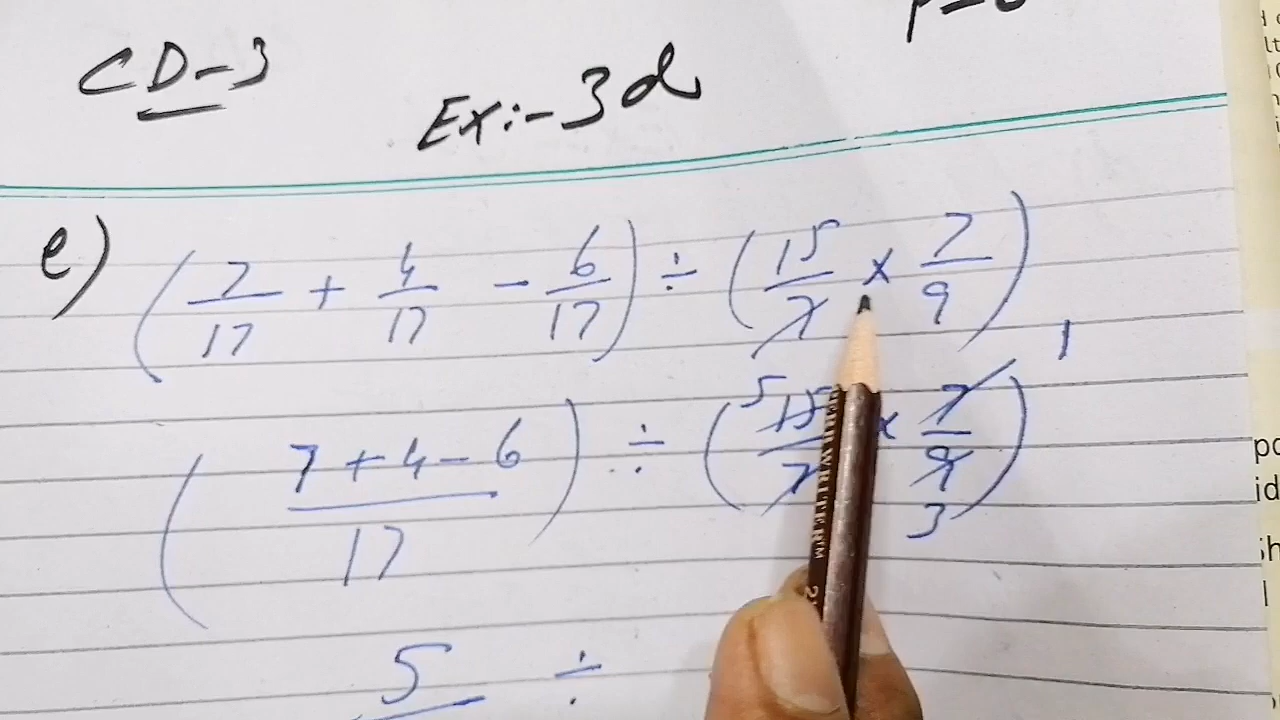 CD-3
Ex:- 3d
e) (7/17 + 4/17 - 6/17) ÷ (15/7 × 7/9)
1
(7+4-6/17) ÷ (5 15/7 × 7/9 3)
5 ÷